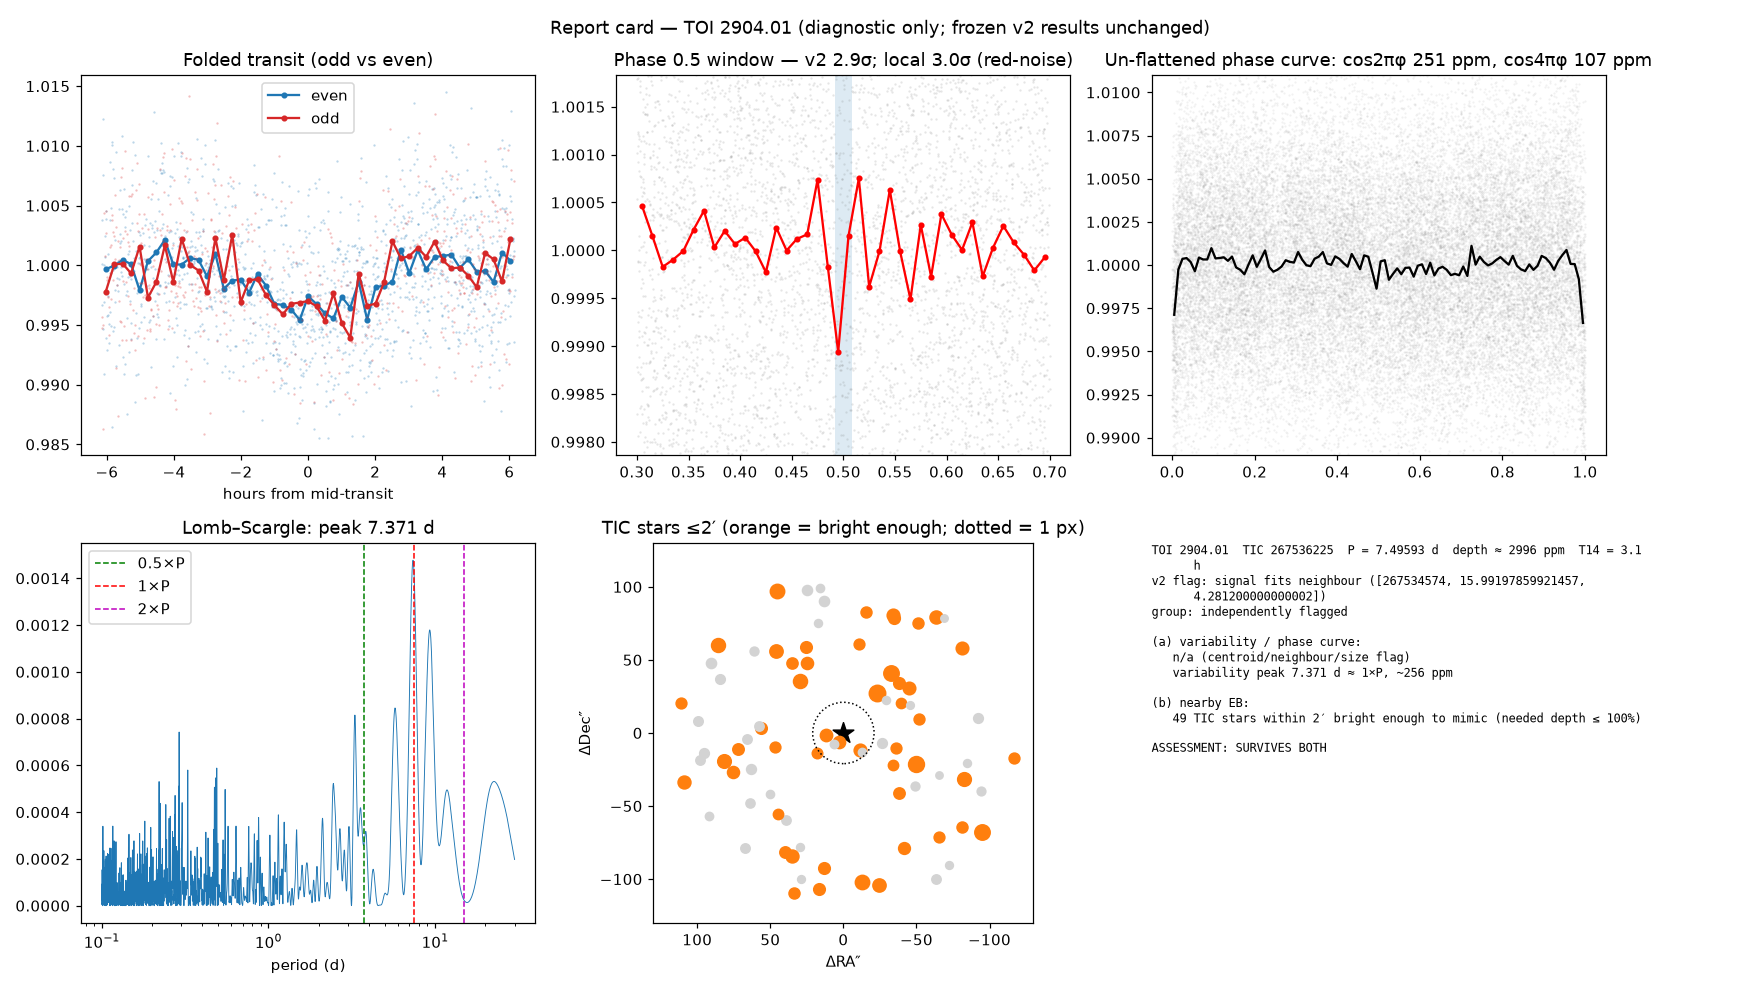 Report card — TOI 2904.01 (diagnostic only; frozen v2 results unchanged)
Folded transit (odd vs even)
even
odd
1.015
1.010
1.005
1.000
0.995
0.990
0.985
−6
−4
−2
0
2
4
6
hours from mid-transit
Phase 0.5 window — v2 2.9σ; local 3.0σ (red-noise)
1.0015
1.0010
1.0005
1.0000
0.9995
0.9990
0.9985
0.9980
0.30
0.35
0.40
0.45
0.50
0.55
0.60
0.65
0.70
Un-flattened phase curve: cos2πφ 251 ppm, cos4πφ 107 ppm
1.0100
1.0075
1.0050
1.0025
1.0000
0.9975
0.9950
0.9925
0.9900
0.0
0.2
0.4
0.6
0.8
1.0
Lomb–Scargle: peak 7.371 d
0.5×P
1×P
2×P
0.0014
0.0012
0.0010
0.0008
0.0006
0.0004
0.0002
0.0000
10⁻¹
10⁰
10¹
period (d)
TIC stars ≤2′ (orange = bright enough; dotted = 1 px)
100
50
0
−50
−100
ΔDec″
100
50
0
−50
−100
ΔRA″
TOI 2904.01  TIC 267536225  P = 7.49593 d  depth ≈ 2996 ppm  T14 = 3.1
h
v2 flag: signal fits neighbour ([267534574, 15.99197859921457,
4.281200000000002])
group: independently flagged
(a) variability / phase curve:
n/a (centroid/neighbour/size flag)
variability peak 7.371 d ≈ 1×P, ~256 ppm
(b) nearby EB:
49 TIC stars within 2′ bright enough to mimic (needed depth ≤ 100%)
ASSESSMENT: SURVIVES BOTH